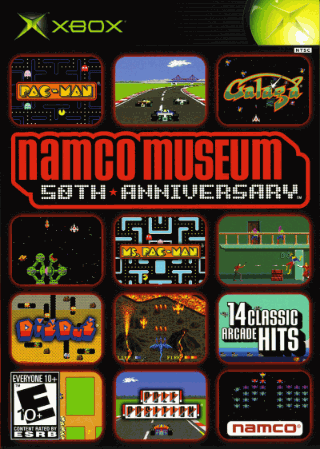 XBOX
NTSC
PAC-MAN
Galaga
namco museum
50TH ★ ANNIVERSARY™
MS. PAC-MAN
DIG DUG
14 CLASSIC
ARCADE
HITS
EVERYONE 10+
E
10+
CONTENT RATED BY
ESRB
POLE
POSITION
namco®